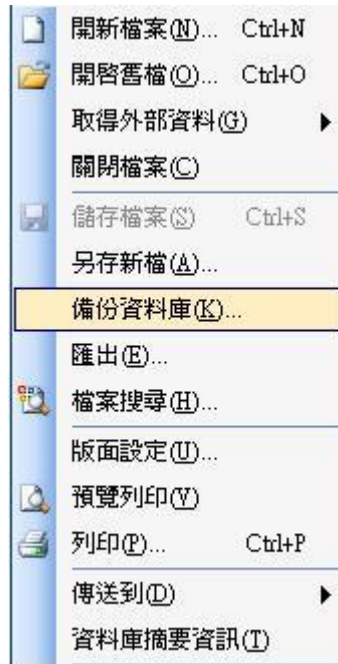 開新檔案(N)... Ctrl+N
開啓舊檔(O)... Ctrl+O
取得外部資料(G)
關閉檔案(C)
儲存檔案(S) Ctrl+S
另存新檔(A)...
備份資料庫(K)...
匯出(E)...
檔案搜尋(H)...
版面設定(U)...
預覽列印(V)
列印(P)... Ctrl+P
傳送到(D)
資料庫摘要資訊(I)